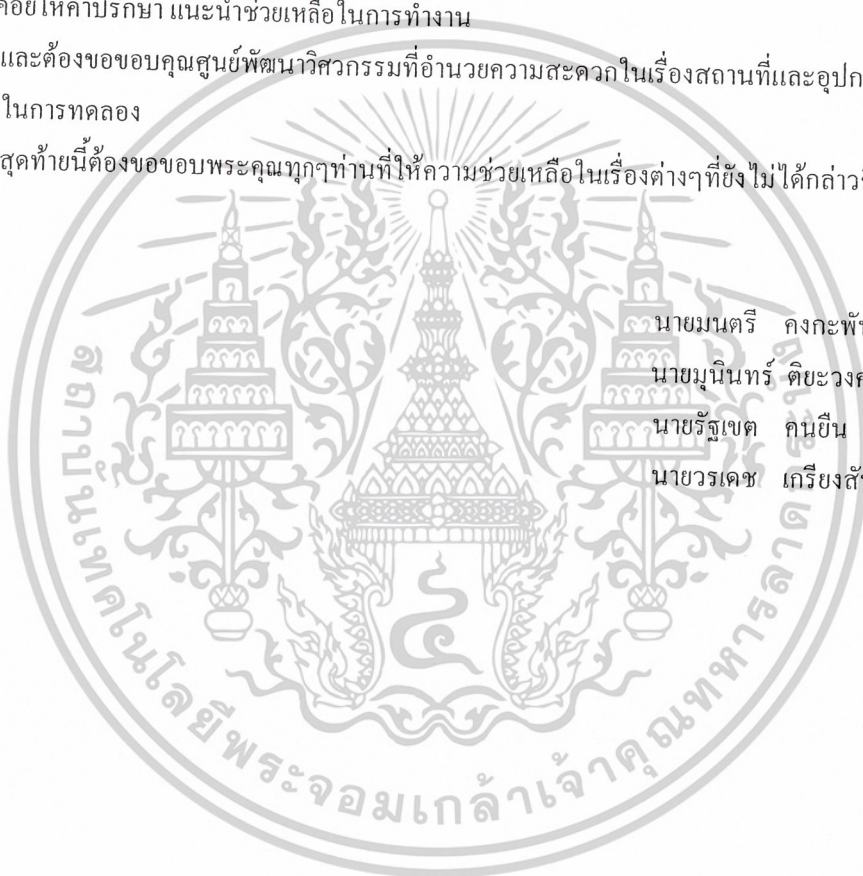 คอยให้คำปรึกษา แนะนำช่วยเหลือในการทำงาน
และต้องขอขอบคุณศูนย์พัฒนาวิศวกรรมที่อำนวยความสะดวกในเรื่องสถานที่และอุปก
ในการทดลอง
สุดท้ายนี้ต้องขอขอบพระคุณทุกๆท่านที่ให้ความช่วยเหลือในเรื่องต่างๆที่ยังไม่ได้กล่าว
นายมนตรี คงกะพัน
นายมุนินทร์ ติยะวงค
นายรัฐเขต คนยืน
นายวรเดช เกรียงสั
สถาบันเทคโนโลยีพระจอมเกล้าเจ้าคุณทหารลาดกระบัง
๔